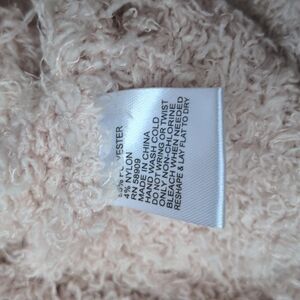 POLYESTER
4% NYLON
RN 58909
MADE IN CHINA
HAND WASH COLD
DO NOT WRING OR TWIST
ONLY NON-CHLORINE
BLEACH WHEN NEEDED
RESHAPE & LAY FLAT TO DRY